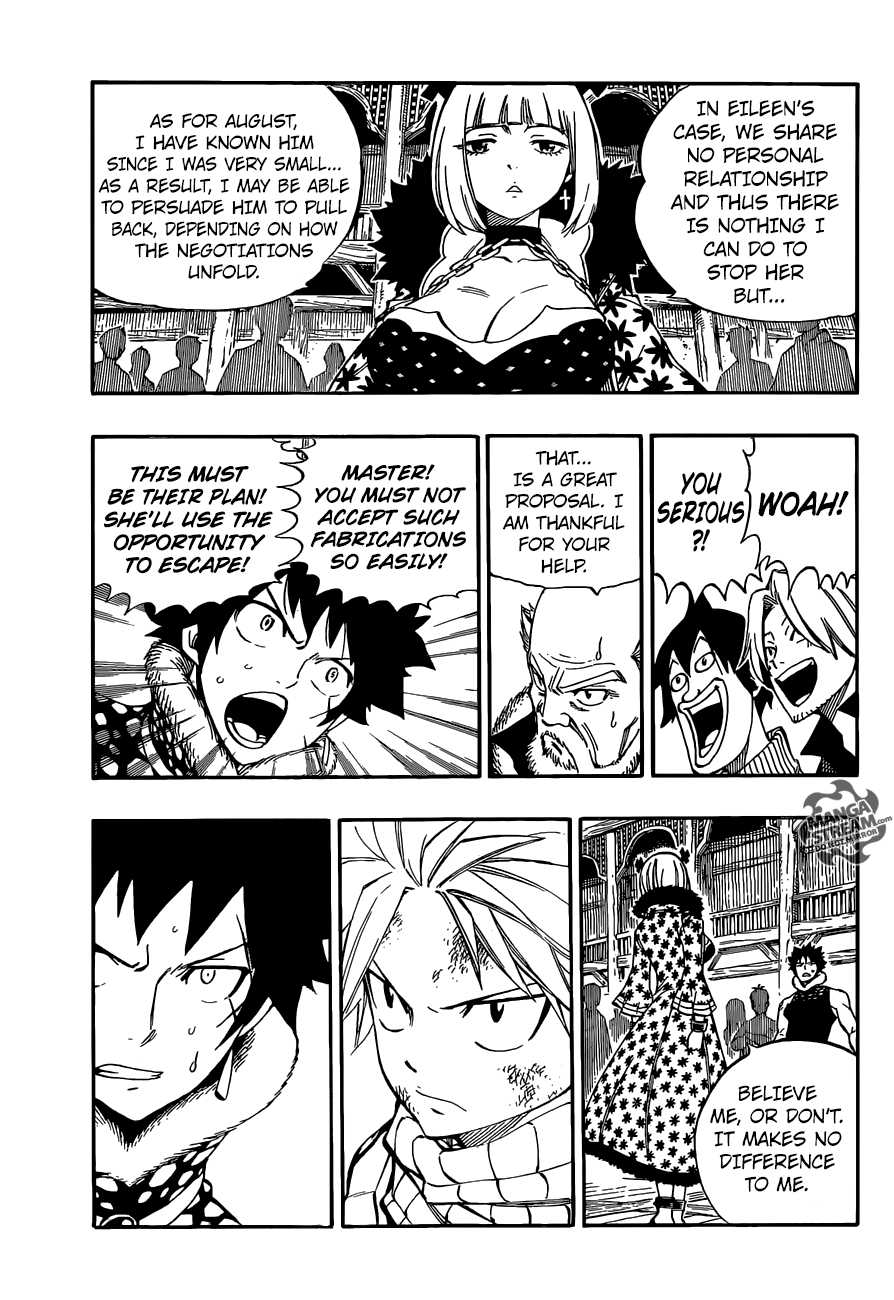 IN EILEEN'S
CASE, WE SHARE
NO PERSONAL
RELATIONSHIP
AND THUS THERE
IS NOTHING I
CAN DO TO
STOP HER
BUT...
AS FOR AUGUST,
I HAVE KNOWN HIM
SINCE I WAS VERY SMALL...
AS A RESULT, I MAY BE ABLE
TO PERSUADE HIM TO PULL
BACK, DEPENDING ON HOW
THE NEGOTIATIONS
UNFOLD.
WOAH!
YOU
SERIOUS
?!
THAT...
IS A GREAT
PROPOSAL. I
AM THANKFUL
FOR YOUR
HELP.
MASTER!
YOU MUST NOT
ACCEPT SUCH
FABRICATIONS
SO EASILY!
THIS MUST
BE THEIR PLAN!
SHE'LL USE THE
OPPORTUNITY
TO ESCAPE!
MANGA
STREAM.com
DO NOT MIRROR
BELIEVE
ME, OR DON'T.
IT MAKES NO
DIFFERENCE
TO ME.